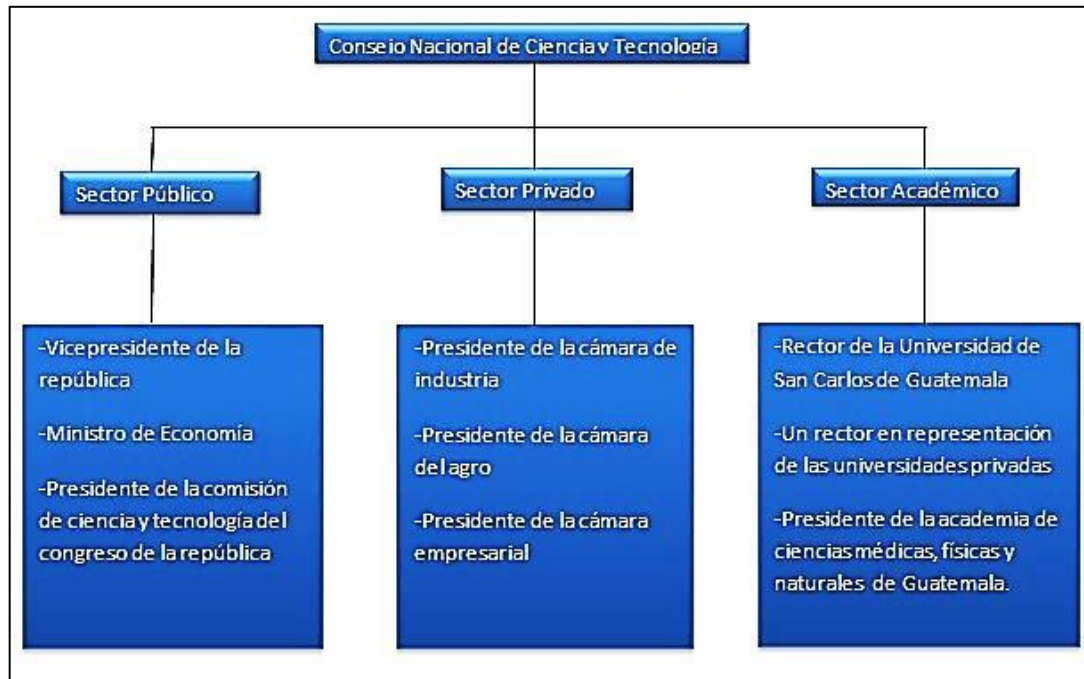 Consejo Nacional de Ciencia y Tecnología
Sector Público
Sector Privado
Sector Académico
-Vicepresidente de la
república
-Ministro de Economía
-Presidente de la comisión
de ciencia y tecnología del
congreso de la república
-Presidente de la cámara de
industria
-Presidente de la cámara
del agro
-Presidente de la cámara
empresarial
-Rector de la Universidad de
San Carlos de Guatemala
-Un rector en representación
de las universidades privadas
-Presidente de la academia de
ciencias médicas, físicas y
naturales de Guatemala.